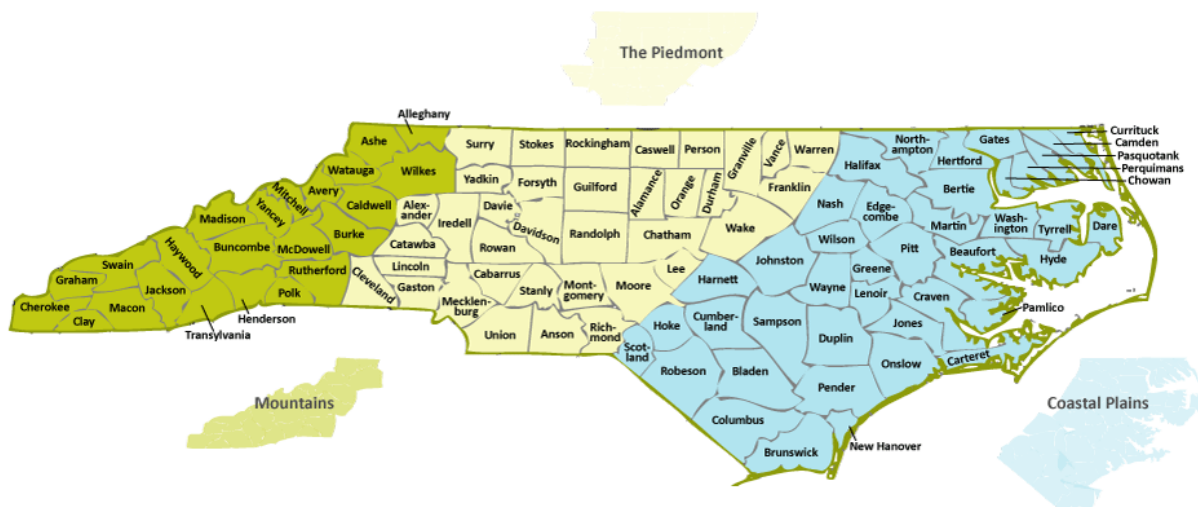 The Piedmont
Alleghany
Ashe
Surry
Stokes
Rockingham
Caswell
Person
Granville
Vance
Warren
North-
ampton
Gates
Currituck
Camden
Pasquotank
Perquimans
Chowan
Watauga
Wilkes
Yadkin
Forsyth
Guilford
Alamance
Orange
Durham
Franklin
Halifax
Hertford
Bertie
Mitchell
Avery
Yancey
Caldwell
Alex-
ander
Iredell
Davie
Davidson
Randolph
Chatham
Wake
Nash
Edge-
combe
Martin
Wash-
ington
Tyrrell
Dare
Madison
Haywood
Buncombe
McDowell
Burke
Catawba
Rowan
Johnston
Wilson
Pitt
Beaufort
Hyde
Swain
Graham
Jackson
Rutherford
Polk
Cleveland
Lincoln
Gaston
Cabarrus
Stanly
Mont-
gomery
Moore
Lee
Harnett
Wayne
Greene
Lenoir
Craven
Pamlico
Cherokee
Clay
Macon
Transylvania
Henderson
Mecklen-
burg
Union
Anson
Rich-
mond
Scot-
land
Hoke
Cumber-
land
Sampson
Duplin
Jones
Onslow
Carteret
Robeson
Bladen
Pender
Columbus
Brunswick
New Hanover
Mountains
Coastal Plains